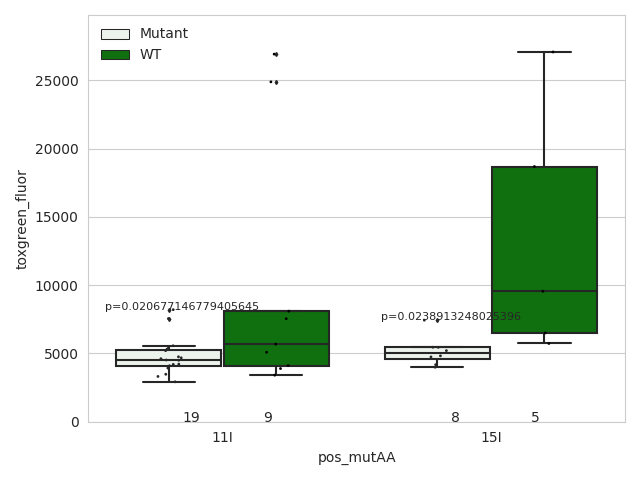 Mutant
WT
25000
20000
15000
10000
5000
0
toxgreen_fluor
p=0.020677146779405645
p=0.0238913248025396
19 9 8 5
11I 15I
pos_mutAA